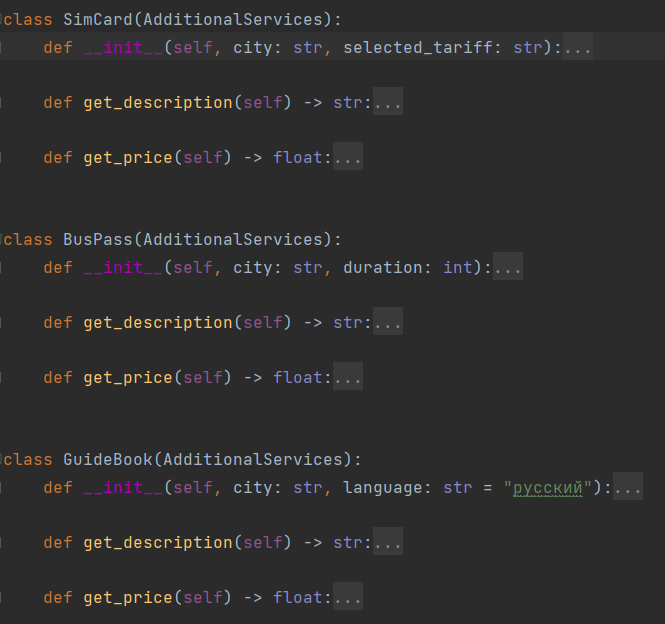 class SimCard(AdditionalServices):
    def __init__(self, city: str, selected_tariff: str):...
    def get_description(self) -> str:...
    def get_price(self) -> float:...
class BusPass(AdditionalServices):
    def __init__(self, city: str, duration: int):...
    def get_description(self) -> str:...
    def get_price(self) -> float:...
class GuideBook(AdditionalServices):
    def __init__(self, city: str, language: str = "русский"):...
    def get_description(self) -> str:...
    def get_price(self) -> float:...